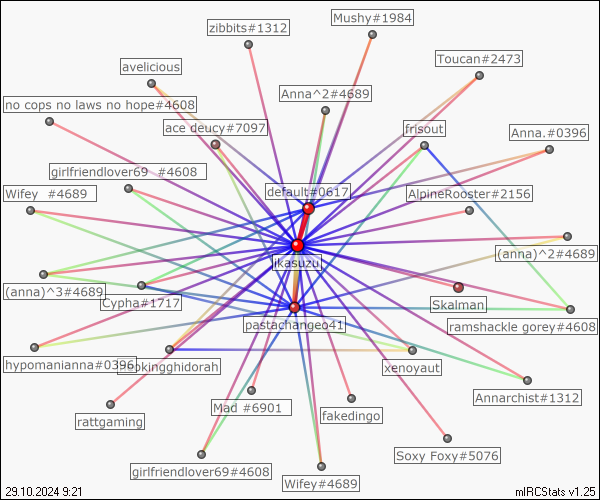 Mushy#1984
zibbits#1312
Toucan#2473
avelicious
Anna^2#4689
no cops no laws no hope#4608
ace deucy#7097
frisout
Anna.#0396
girlfriendlover69 #4608
default#0617
Wifey #4689
AlpineRooster#2156
(anna)^2#4689
jikasuzu
(anna)^3#4689
Cypha#1717
Skalman
pastachangeo41
ramshackle gorey#4608
hypomanianna#0396
okingghidorah
xenoyaut
Annarchist#1312
rattgaming
Mad #6901
fakedingo
Soxy Foxy#5076
girlfriendlover69#4608
Wifey#4689
29.10.2024 9:21
mIRCStats v1.25